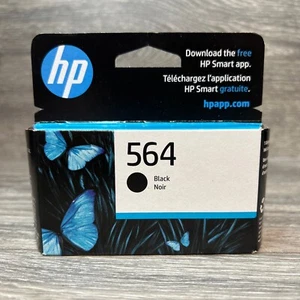 hp
Download the free
HP Smart app.
Téléchargez l'application
HP Smart gratuite.
hpapp.com
564
Black
Noir